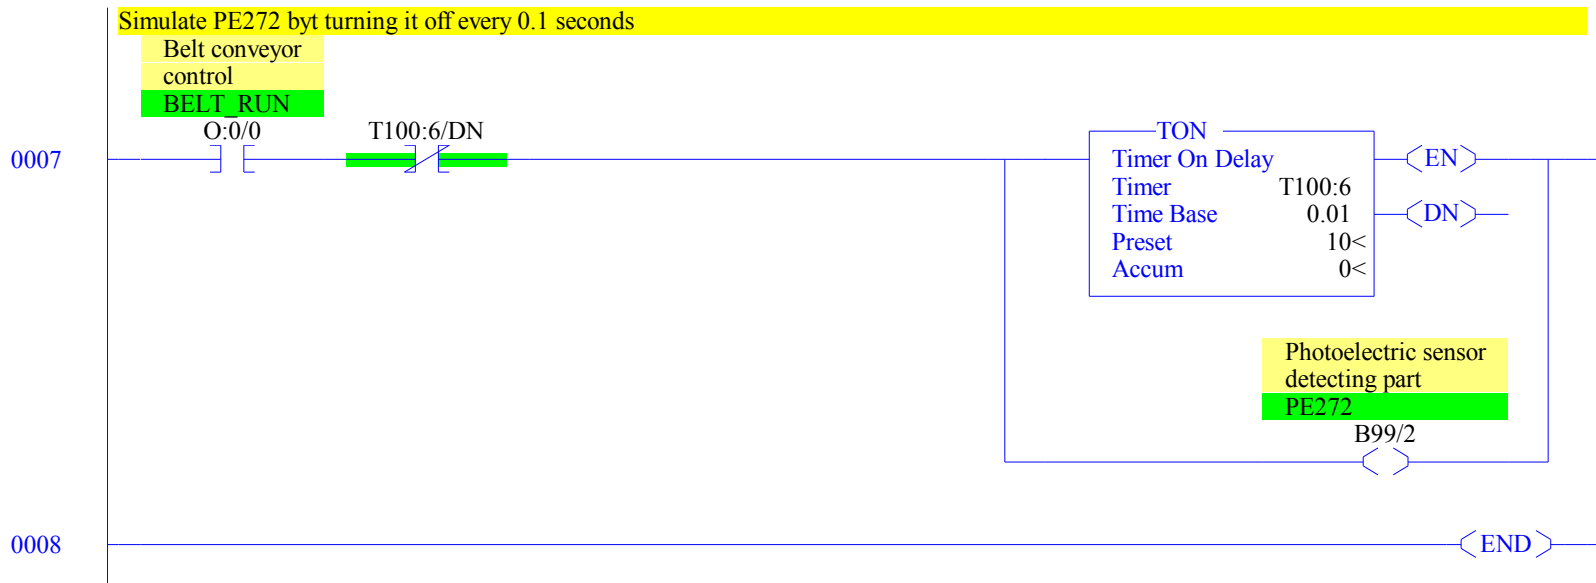 Simulate PE272 byt turning it off every 0.1 seconds
Belt conveyor
control
BELT_RUN
O:0/0
T100:6/DN
0007
TON
Timer On Delay
EN
Timer T100:6
Time Base 0.01
DN
Preset 10<
Accum 0<
Photoelectric sensor
detecting part
PE272
B99/2
0008
END